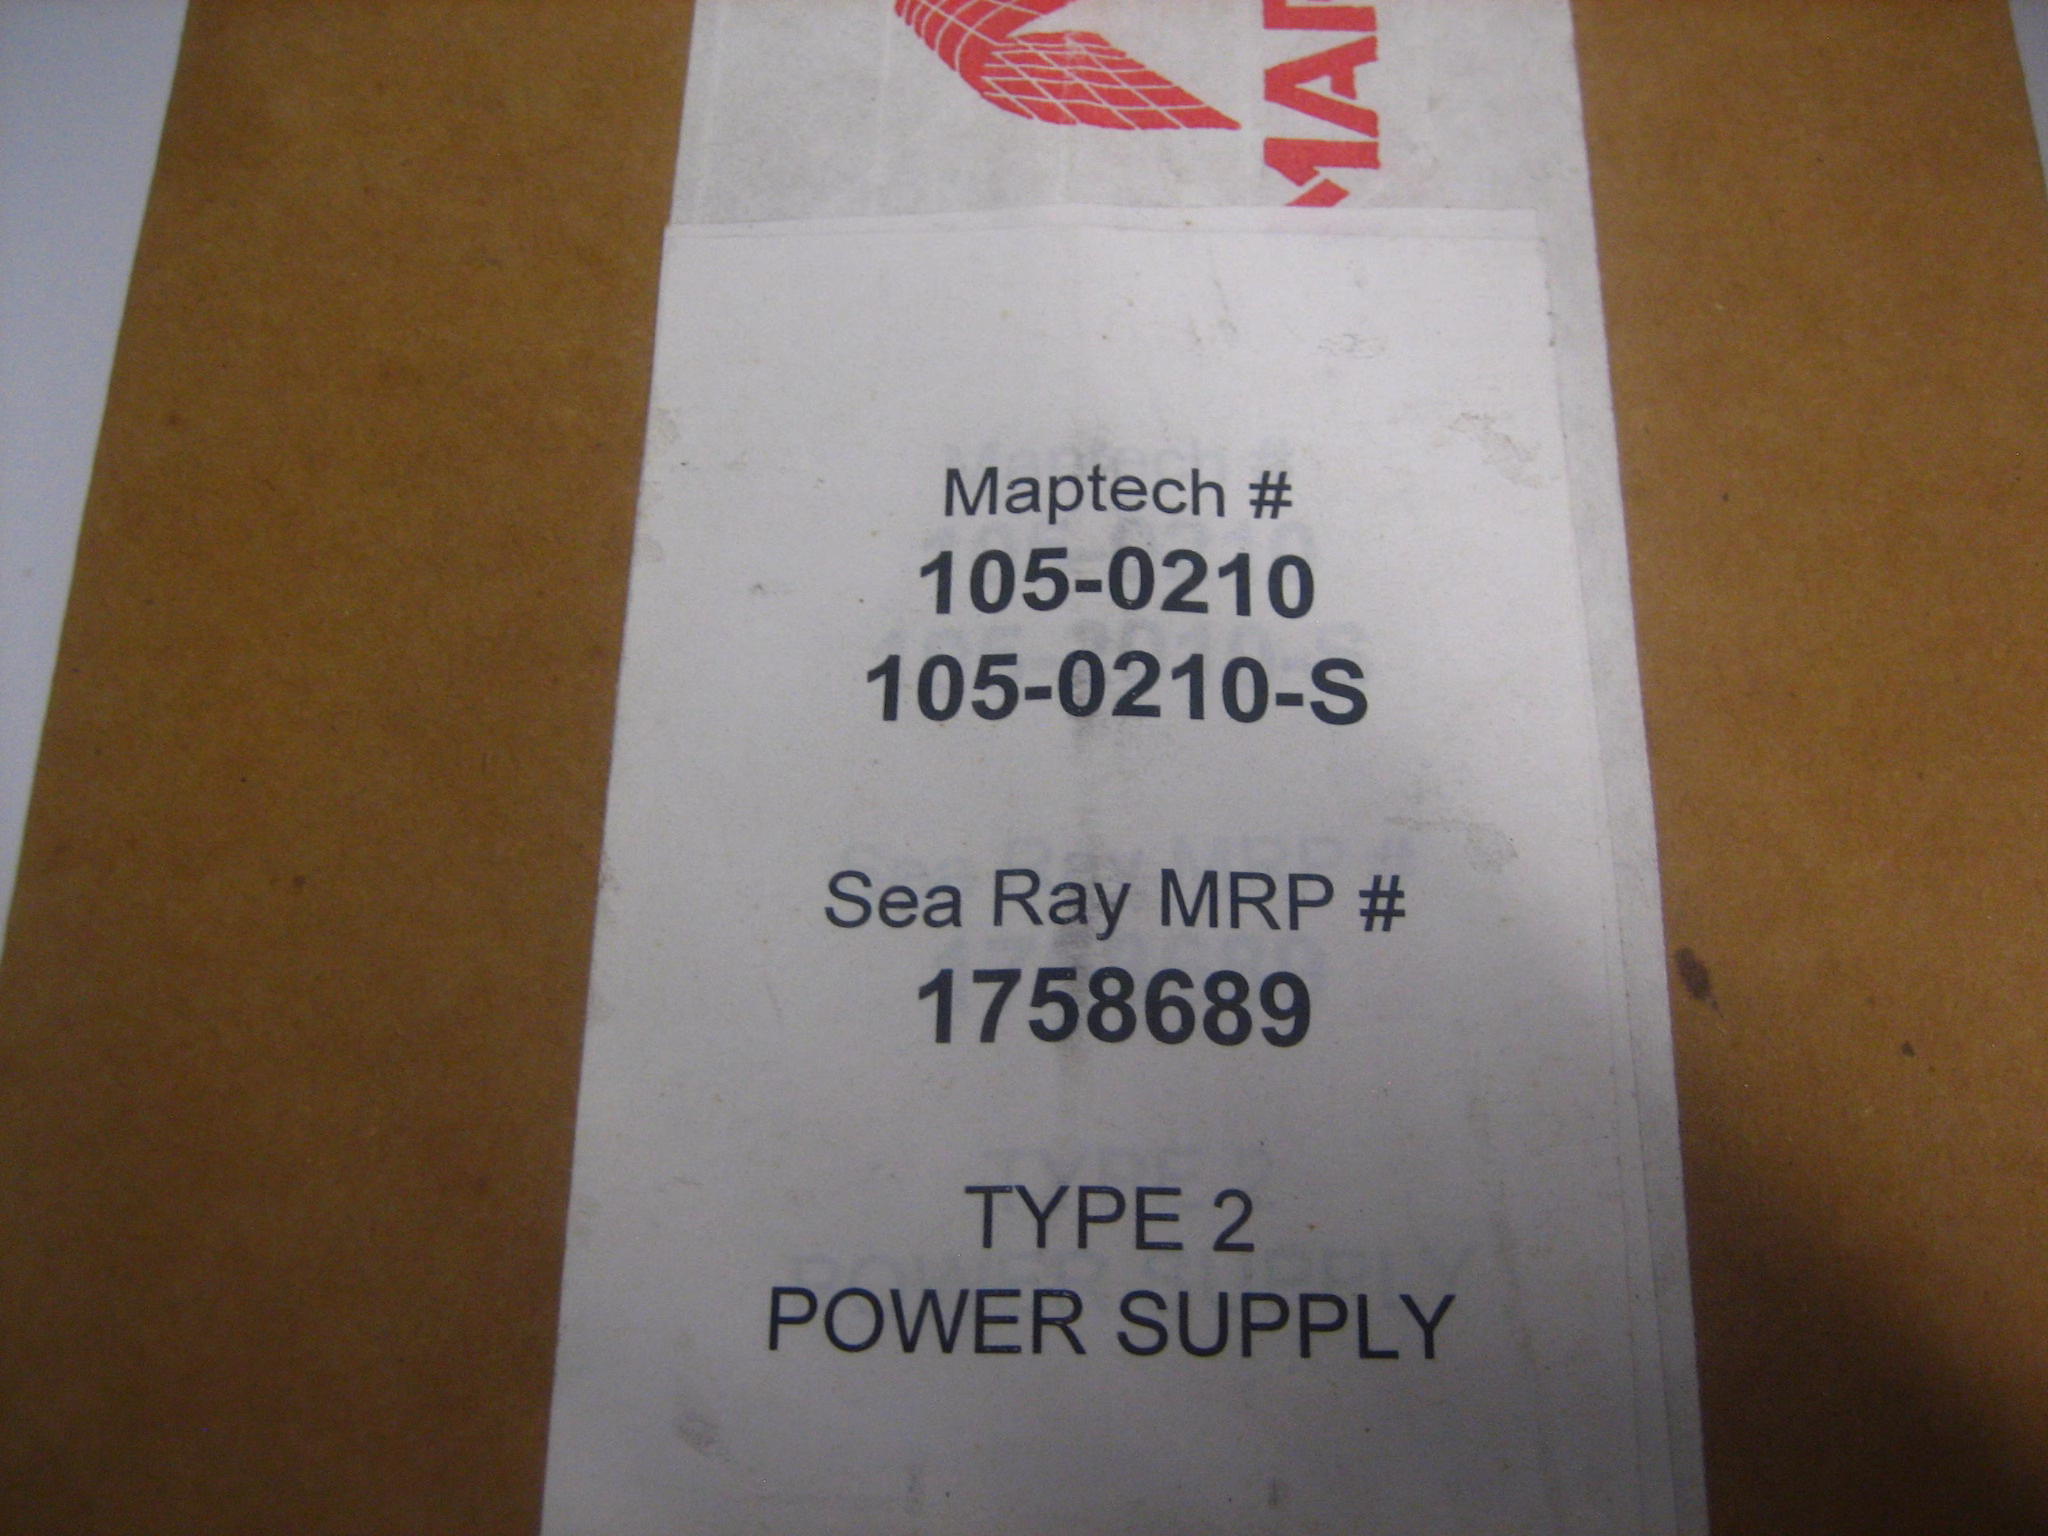 Maptech #
105-0210
105-0210-S
Sea Ray MRP #
1758689
TYPE 2
POWER SUPPLY